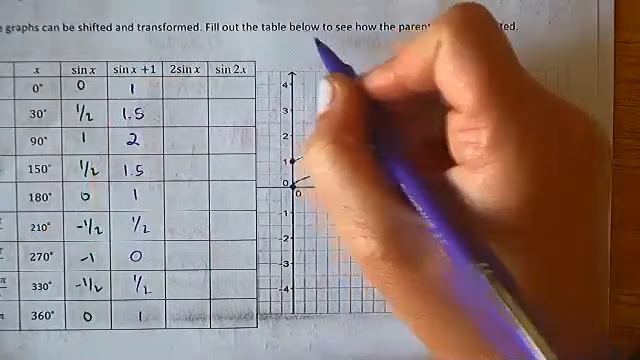 graphs can be shifted and transformed. Fill out the table below to see how the
x sin x sin x +1 2sin x sin 2x
0° 0 1
30° 1/2 1.5
90° 1 2
150° 1/2 1.5
180° 0 1
210° -1/2 1/2
270° -1 0
330° -1/2 1/2
360° 0 1
4
3
2
1
0
0
-1
-2
-3
-4